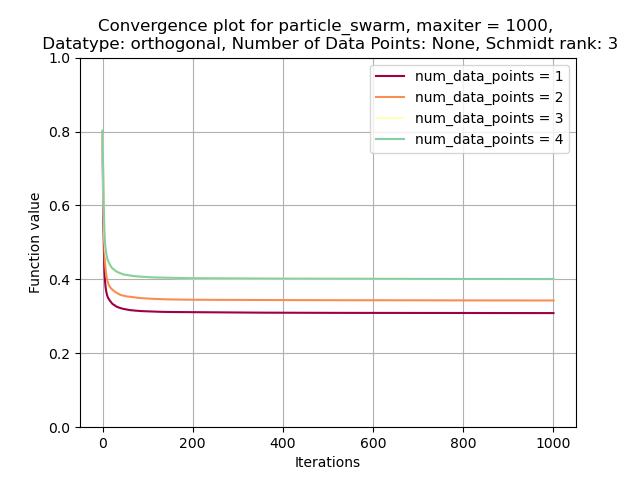 Convergence plot for particle_swarm, maxiter = 1000,
Datatype: orthogonal, Number of Data Points: None, Schmidt rank: 3
1.0
0.8
0.6
0.4
0.2
0.0
Function value
num_data_points = 1
num_data_points = 2
num_data_points = 3
num_data_points = 4
0
200
400
600
800
1000
Iterations